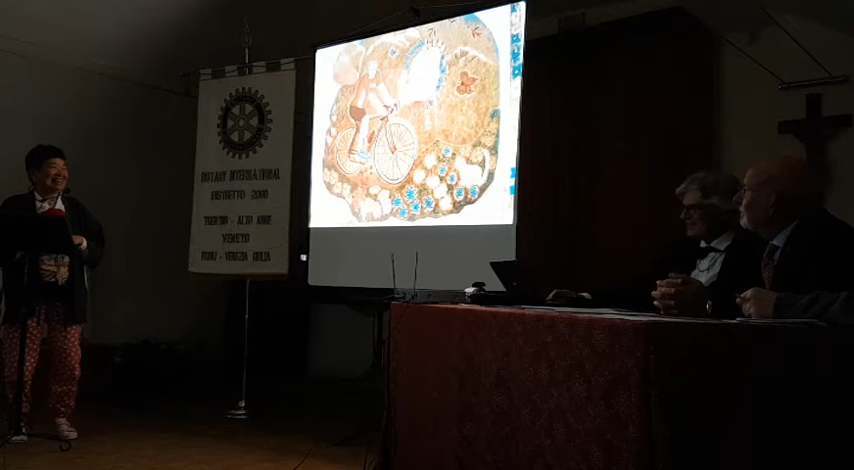 ROTARY INTERNATIONAL
DISTRETTO 2060
TRENTINO - ALTO ADIGE
VENETO
FRIULI - VENEZIA GIULIA